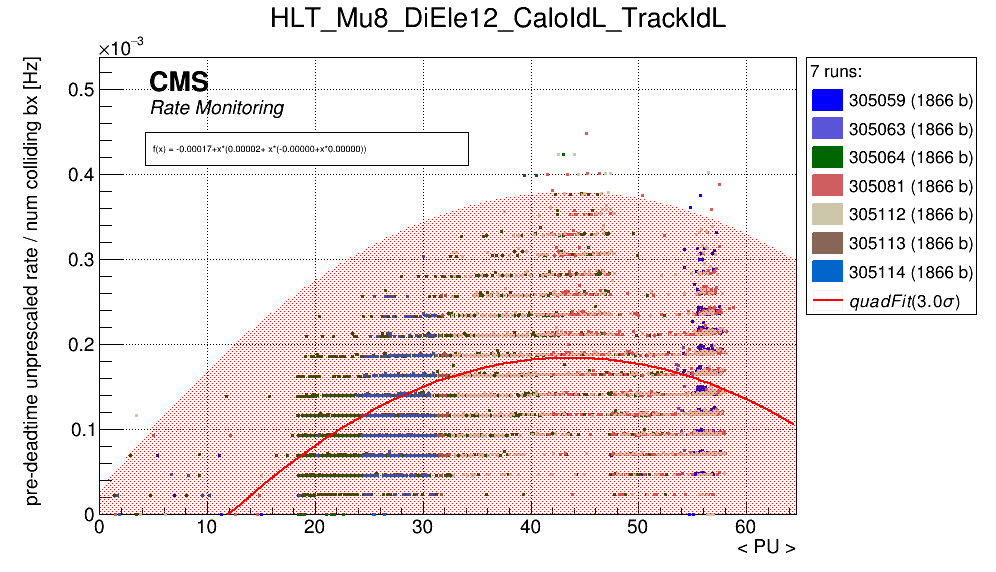 HLT_Mu8_DiEle12_CaloIdL_TrackIdL
×10⁻³
CMS
Rate Monitoring
f(x) = -0.00017+x*(0.00002+ x*(-0.00000+x*0.00000))
pre-deadtime unprescaled rate / num colliding bx [Hz]
0.5
0.4
0.3
0.2
0.1
0
0 10 20 30 40 50 60
< PU >
7 runs:
305059 (1866 b)
305063 (1866 b)
305064 (1866 b)
305081 (1866 b)
305112 (1866 b)
305113 (1866 b)
305114 (1866 b)
quadFit(3.0σ)